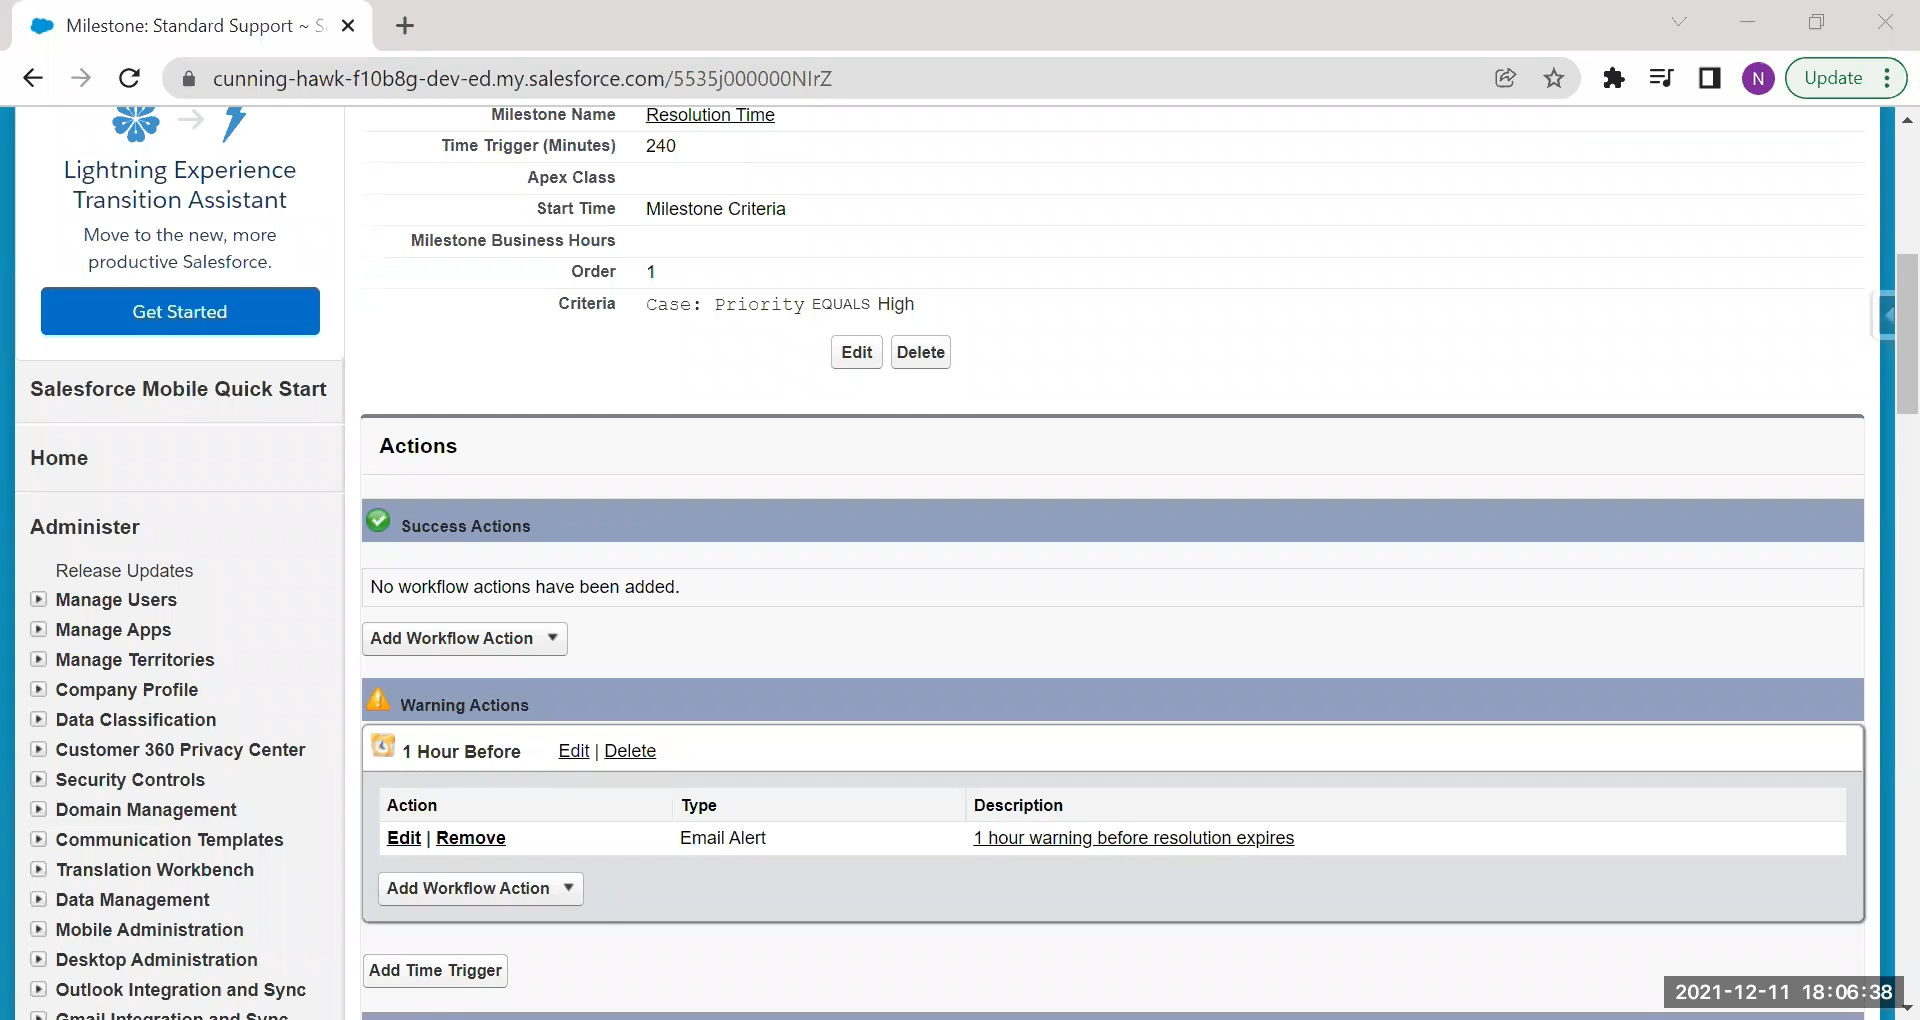 Milestone: Standard Support ~ S
cunning-hawk-f10b8g-dev-ed.my.salesforce.com/5535j000000NIrZ
N
Update
Lightning Experience
Transition Assistant
Move to the new, more
productive Salesforce.
Get Started
Salesforce Mobile Quick Start
Home
Administer
Release Updates
Manage Users
Manage Apps
Manage Territories
Company Profile
Data Classification
Customer 360 Privacy Center
Security Controls
Domain Management
Communication Templates
Translation Workbench
Data Management
Mobile Administration
Desktop Administration
Outlook Integration and Sync
Gmail Integration and Sync
Milestone Name Resolution Time
Time Trigger (Minutes) 240
Apex Class
Start Time Milestone Criteria
Milestone Business Hours
Order 1
Criteria Case: Priority EQUALS High
Edit Delete
Actions
Success Actions
No workflow actions have been added.
Add Workflow Action
Warning Actions
1 Hour Before Edit | Delete
Action Type Description
Edit | Remove Email Alert 1 hour warning before resolution expires
Add Workflow Action
Add Time Trigger
2021-12-11 18:06:38